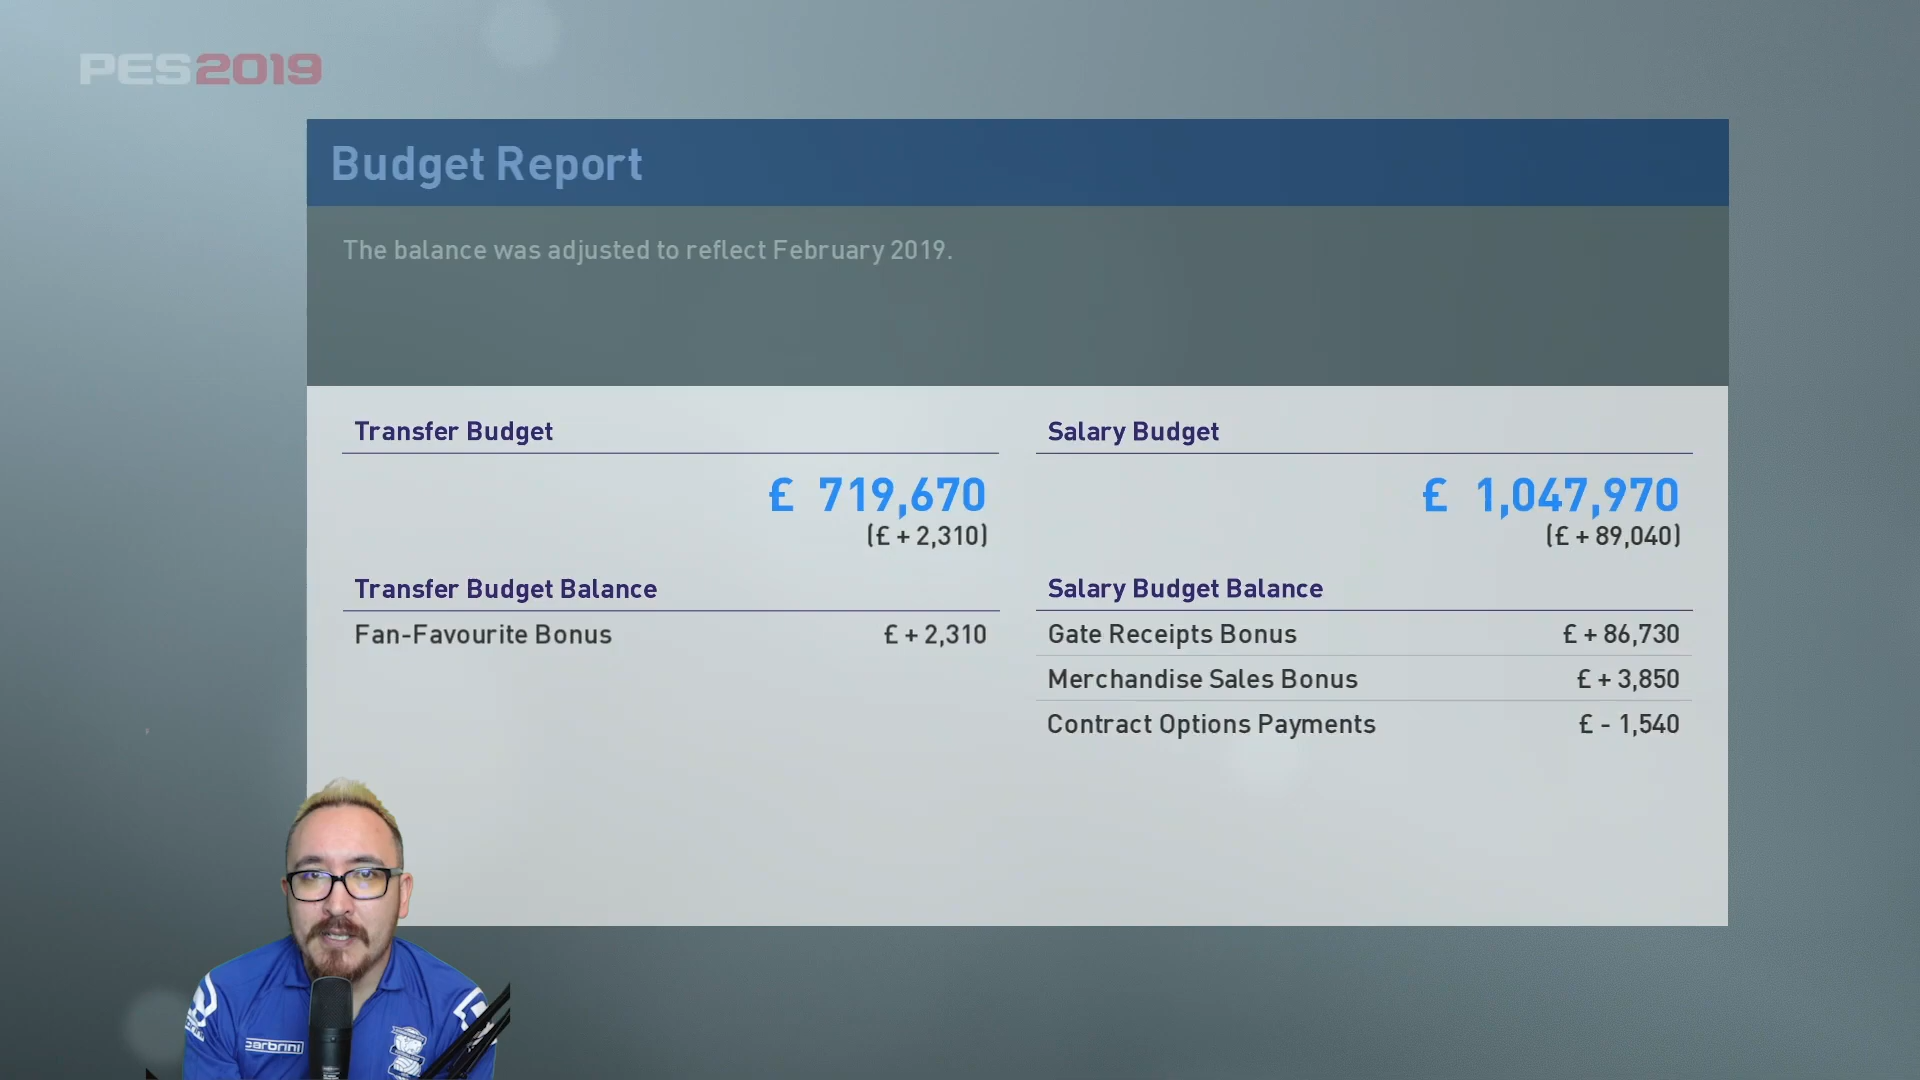 PES2019
Budget Report
The balance was adjusted to reflect February 2019.
Transfer Budget
£ 719,670
(£ + 2,310)
Transfer Budget Balance
Fan-Favourite Bonus £ + 2,310
Salary Budget
£ 1,047,970
(£ + 89,040)
Salary Budget Balance
Gate Receipts Bonus £ + 86,730
Merchandise Sales Bonus £ + 3,850
Contract Options Payments £ - 1,540
carbrini